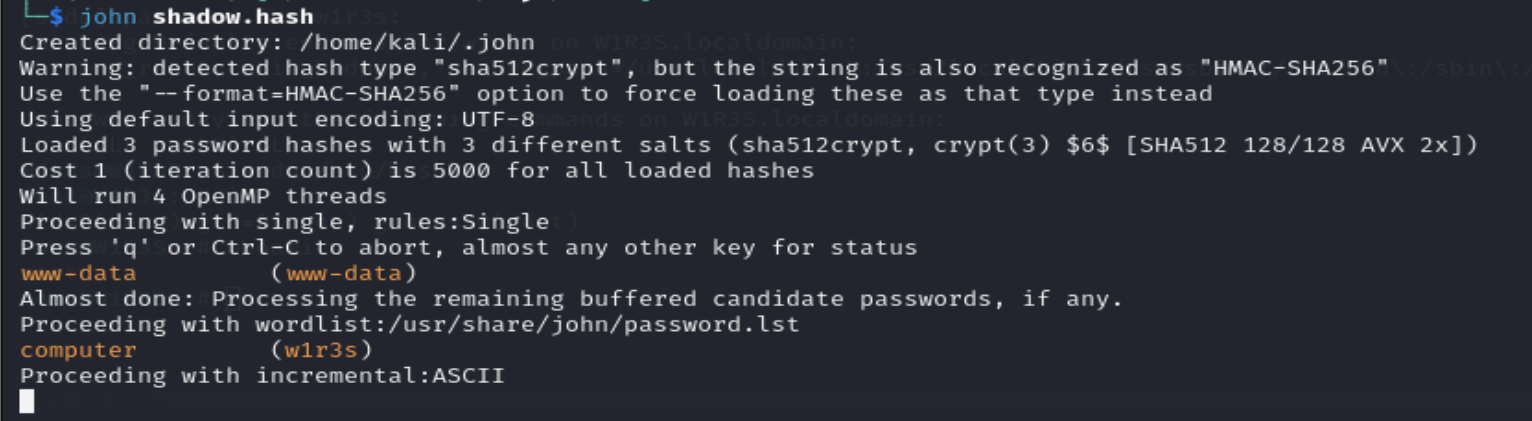 └─$ john shadow.hash
Created directory: /home/kali/.john
Warning: detected hash type "sha512crypt", but the string is also recognized as "HMAC-SHA256"
Use the "--format=HMAC-SHA256" option to force loading these as that type instead
Using default input encoding: UTF-8
Loaded 3 password hashes with 3 different salts (sha512crypt, crypt(3) $6$ [SHA512 128/128 AVX 2x])
Cost 1 (iteration count) is 5000 for all loaded hashes
Will run 4 OpenMP threads
Proceeding with single, rules:Single
Press 'q' or Ctrl-C to abort, almost any other key for status
www-data         (www-data)
Almost done: Processing the remaining buffered candidate passwords, if any.
Proceeding with wordlist:/usr/share/john/password.lst
computer         (w1r3s)
Proceeding with incremental:ASCII